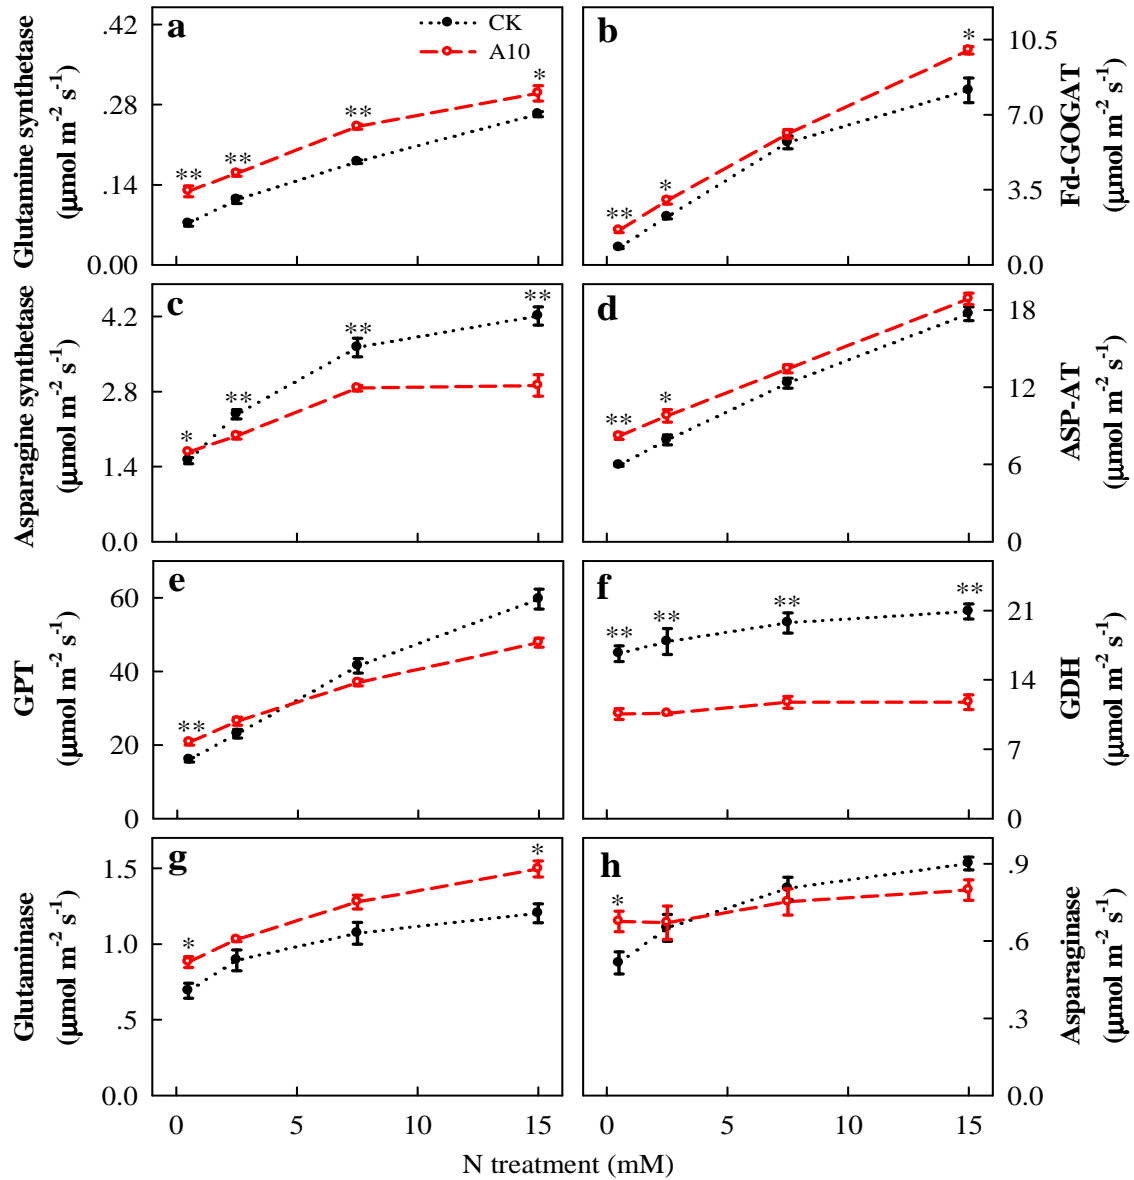 a
CK
A10
.42
.28
.14
0.00
Glutamine synthetase
(μmol m⁻² s⁻¹)
**
**
**
*
b
10.5
7.0
3.5
0.0
Fd-GOGAT
(μmol m⁻² s⁻¹)
**
*
*
c
4.2
2.8
1.4
0.0
Asparagine synthetase
(μmol m⁻² s⁻¹)
*
**
**
**
d
18
12
6
0
ASP-AT
(μmol m⁻² s⁻¹)
**
*
e
60
40
20
0
GPT
(μmol m⁻² s⁻¹)
**
f
21
14
7
0
GDH
(μmol m⁻² s⁻¹)
**
**
**
**
g
1.5
1.0
.5
0.0
Glutaminase
(μmol m⁻² s⁻¹)
*
*
0 5 10 15
h
.9
.6
.3
0.0
Asparaginase
(μmol m⁻² s⁻¹)
*
0 5 10 15
N treatment (mM)